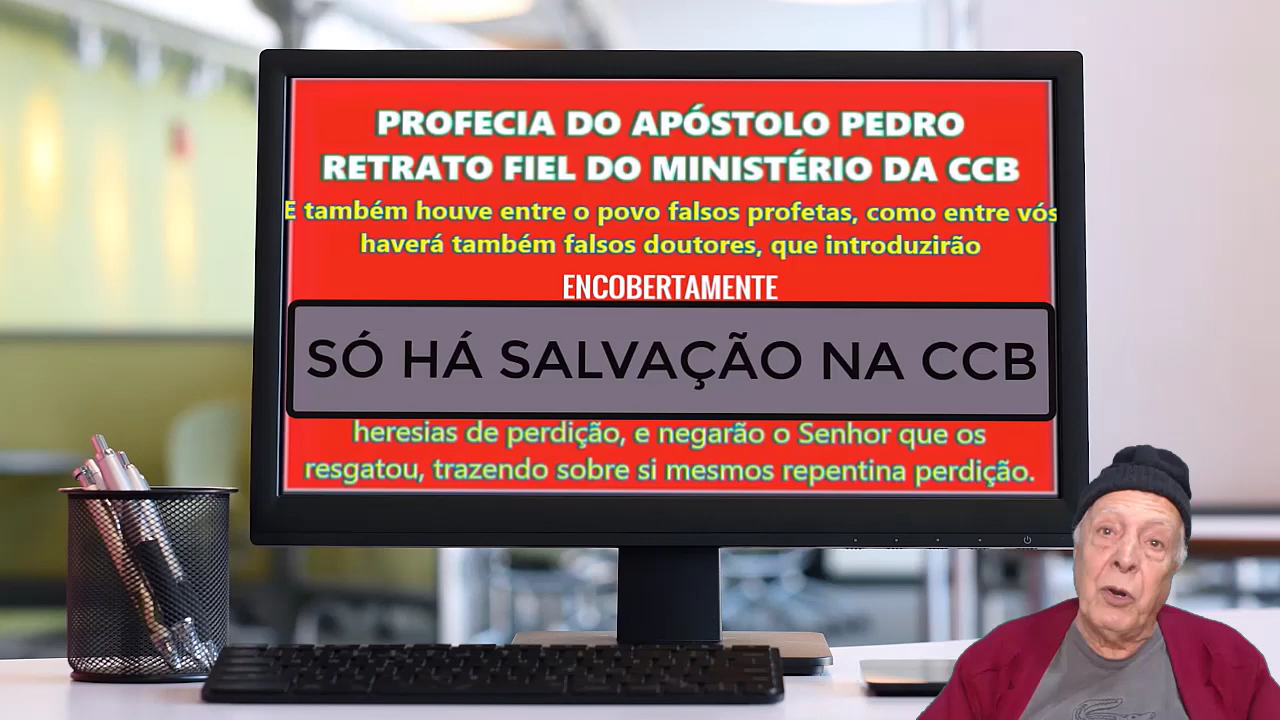 PROFECIA DO APÓSTOLO PEDRO
RETRATO FIEL DO MINISTÉRIO DA CCB
E também houve entre o povo falsos profetas, como entre vós
haverá também falsos doutores, que introduzirão
ENCOBERTAMENTE
SÓ HÁ SALVAÇÃO NA CCB
heresias de perdição, e negarão o Senhor que os
resgatou, trazendo sobre si mesmos repentina perdição.